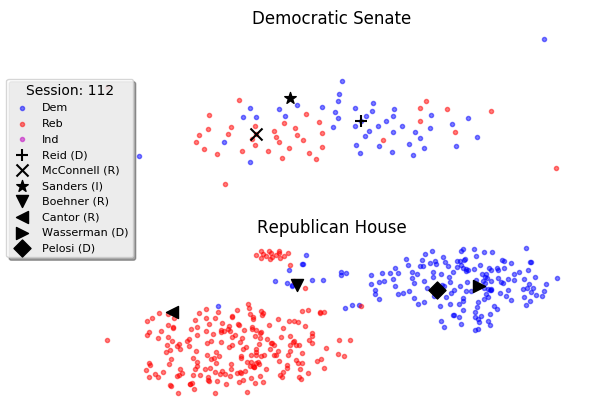 Democratic Senate
Session: 112
Dem
Reb
Ind
Reid (D)
McConnell (R)
Sanders (I)
Boehner (R)
Cantor (R)
Wasserman (D)
Pelosi (D)
Republican House